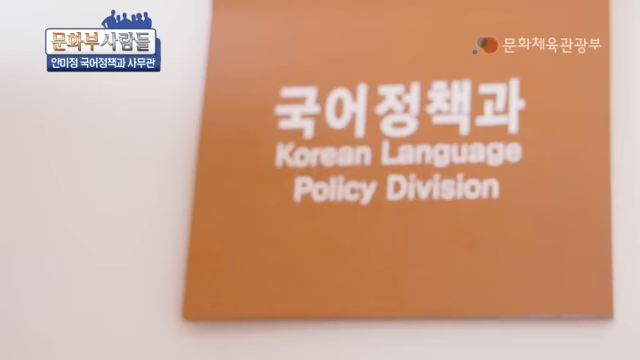 문화부사람들
안미정 국어정책과 사무관
문화체육관광부
국어정책과
Korean Language
Policy Division